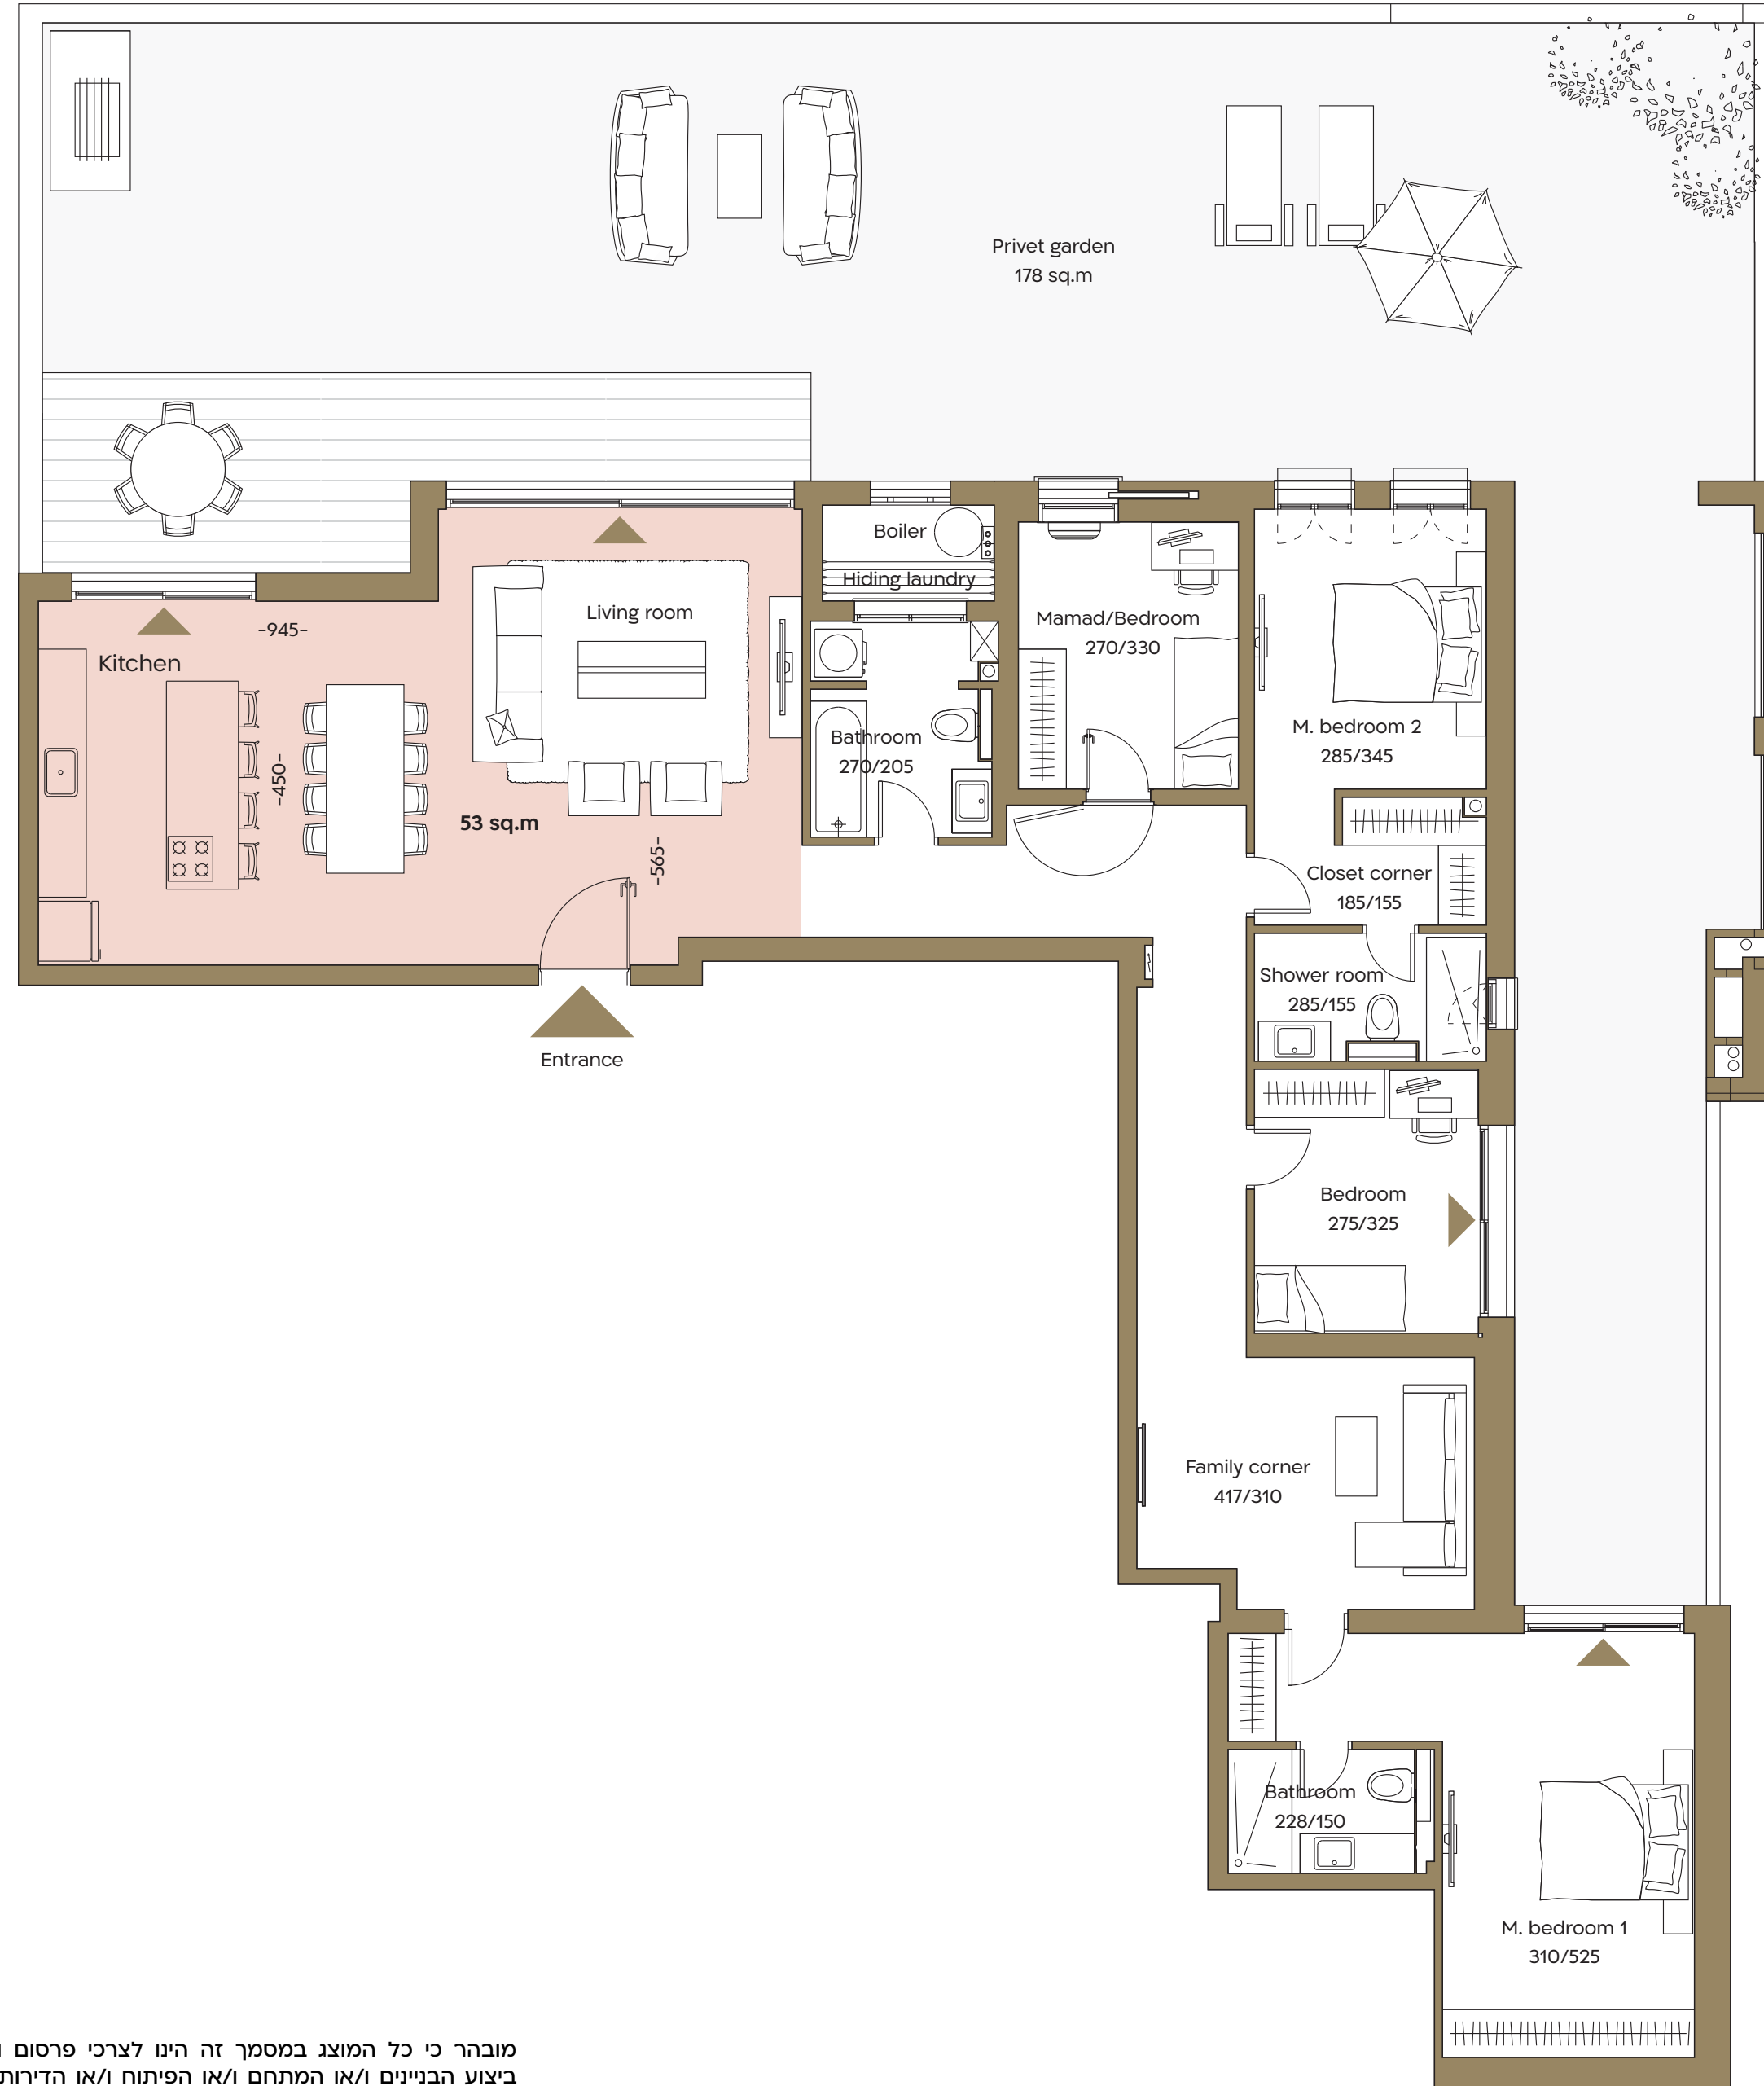 Privet garden
178 sq.m
Boiler
Hiding laundry
Living room
Mamad/Bedroom
270/330
-945-
Kitchen
M. bedroom 2
285/345
Bathroom
270/205
-450-
53 sq.m
-565-
Closet corner
185/155
Shower room
285/155
Entrance
Bedroom
275/325
Family corner
417/310
Bathroom
228/150
M. bedroom 1
310/525
מובהר כי כל המוצג במסמך זה הינו לצרכי פרסום
ביצוע הבניינים ו/או המתחם ו/או הפיתוח ו/או הדירות